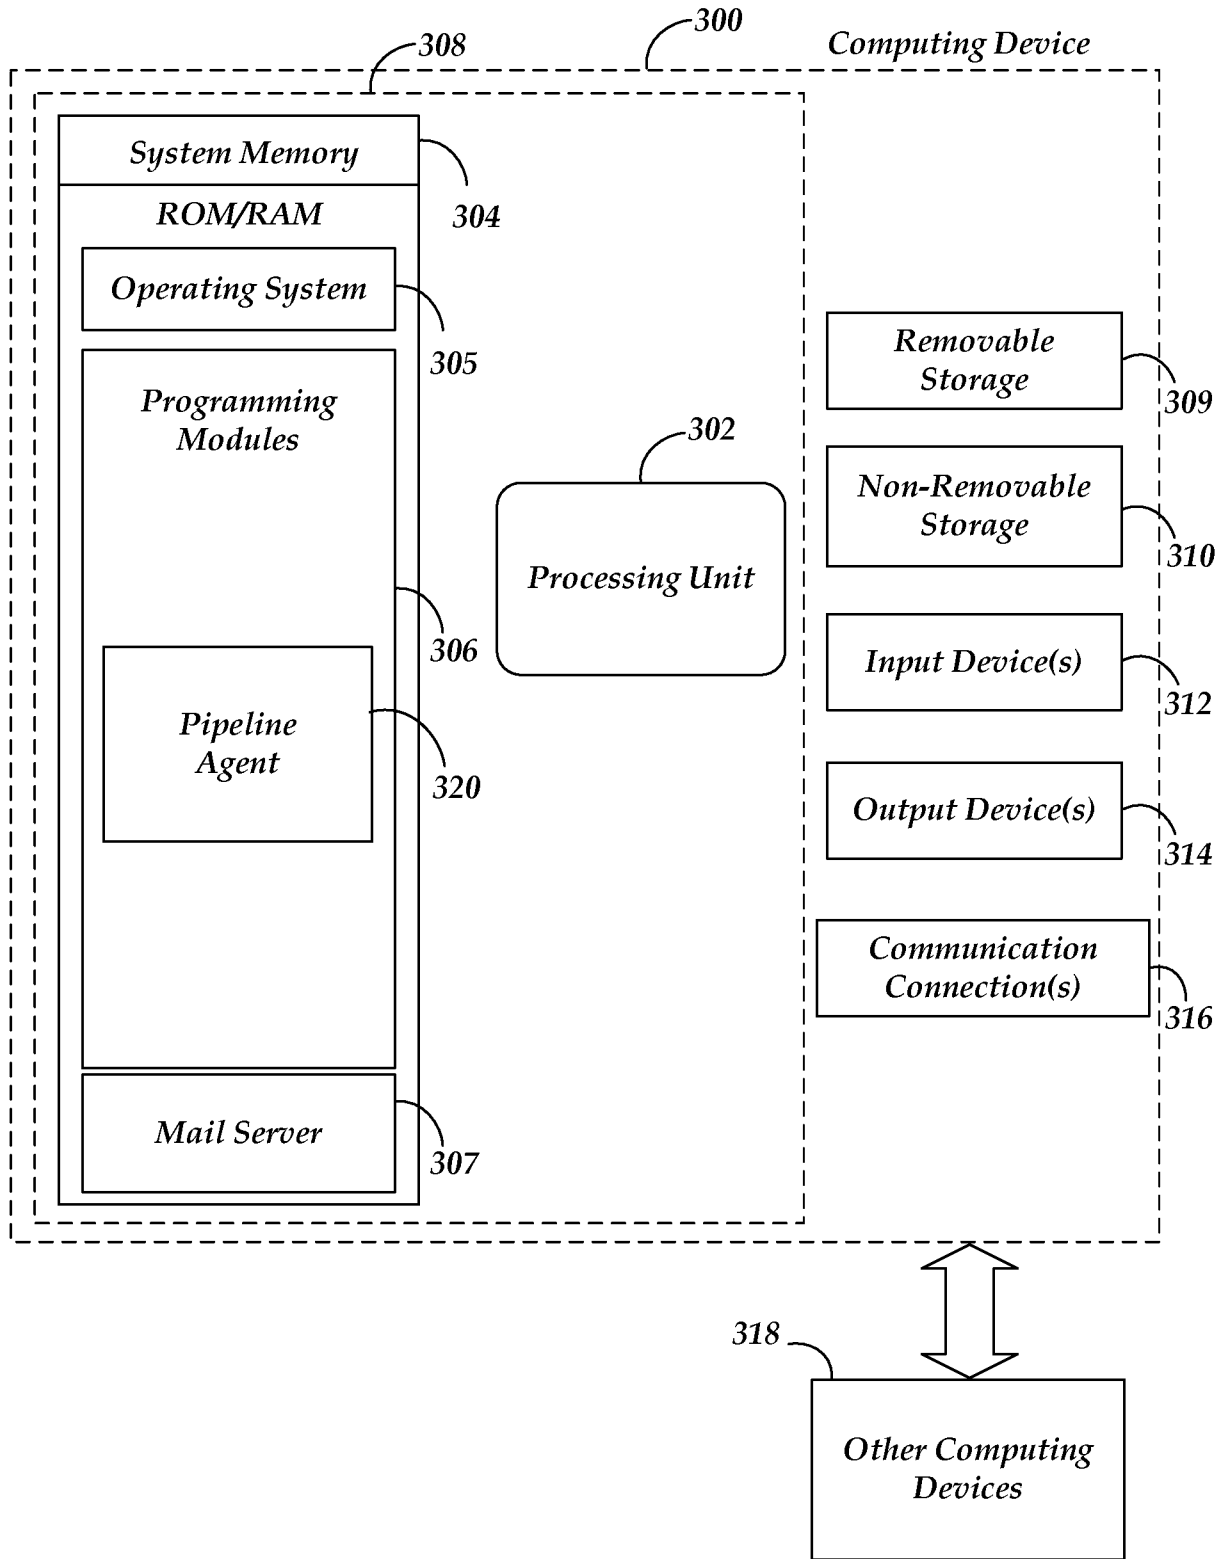 300
Computing Device
308
System Memory
304
ROM/RAM
Operating System
305
Programming
Modules
306
Pipeline
Agent
320
Mail Server
307
302
Processing Unit
Removable
Storage
309
Non-Removable
Storage
310
Input Device(s)
312
Output Device(s)
314
Communication
Connection(s)
316
318
Other Computing
Devices